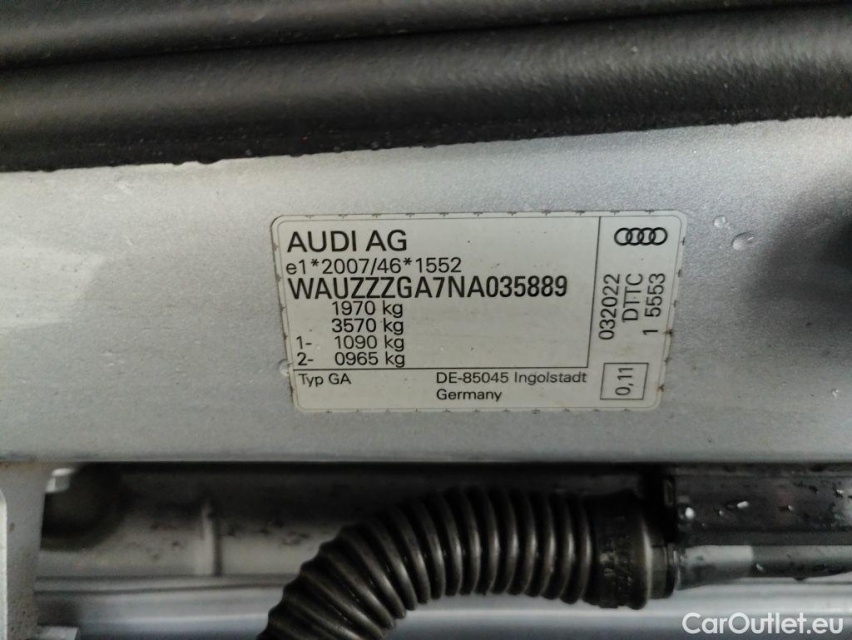 AUDI AG
e1*2007/46*1552
WAUZZZGA7NA035889
1970 kg
3570 kg
1- 1090 kg
2- 0965 kg
Typ GA
DE-85045 Ingolstadt
Germany
032022
DTTC
1 5553
0,11
CarOutlet.eu